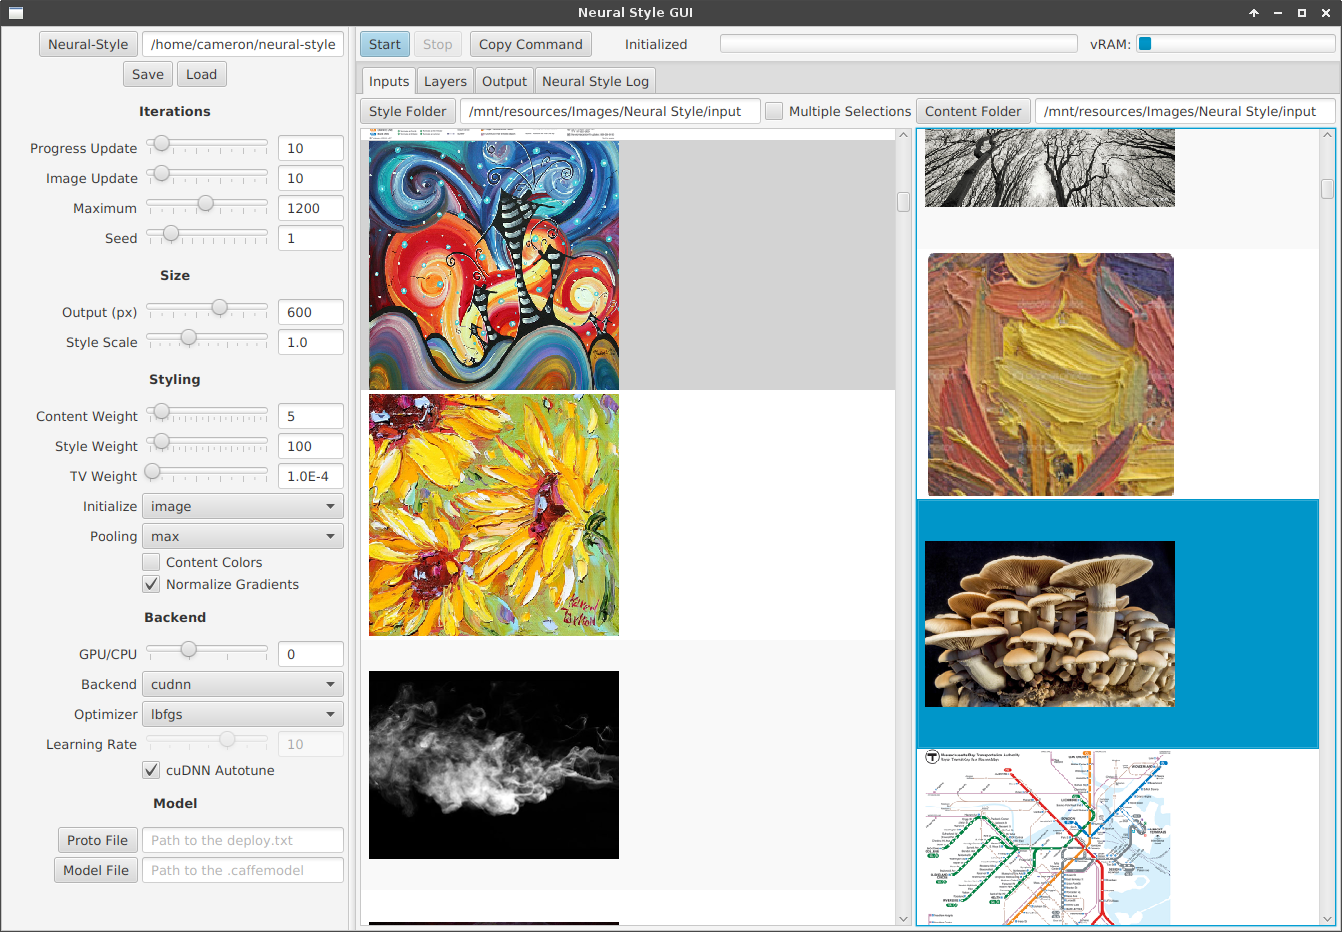 Neural Style GUI
Neural-Style
/home/cameron/neural-style
Save
Load
Iterations
Progress Update
10
Image Update
10
Maximum
1200
Seed
1
Size
Output (px)
600
Style Scale
1.0
Styling
Content Weight
5
Style Weight
100
TV Weight
1.0E-4
Initialize
image
Pooling
max
Content Colors
Normalize Gradients
Backend
GPU/CPU
0
Backend
cudnn
Optimizer
lbfgs
Learning Rate
10
cuDNN Autotune
Model
Proto File
Path to the deploy.txt
Model File
Path to the .caffemodel
Start
Stop
Copy Command
Initialized
vRAM:
Inputs
Layers
Output
Neural Style Log
Style Folder
/mnt/resources/Images/Neural Style/input
Multiple Selections
Content Folder
/mnt/resources/Images/Neural Style/input
T